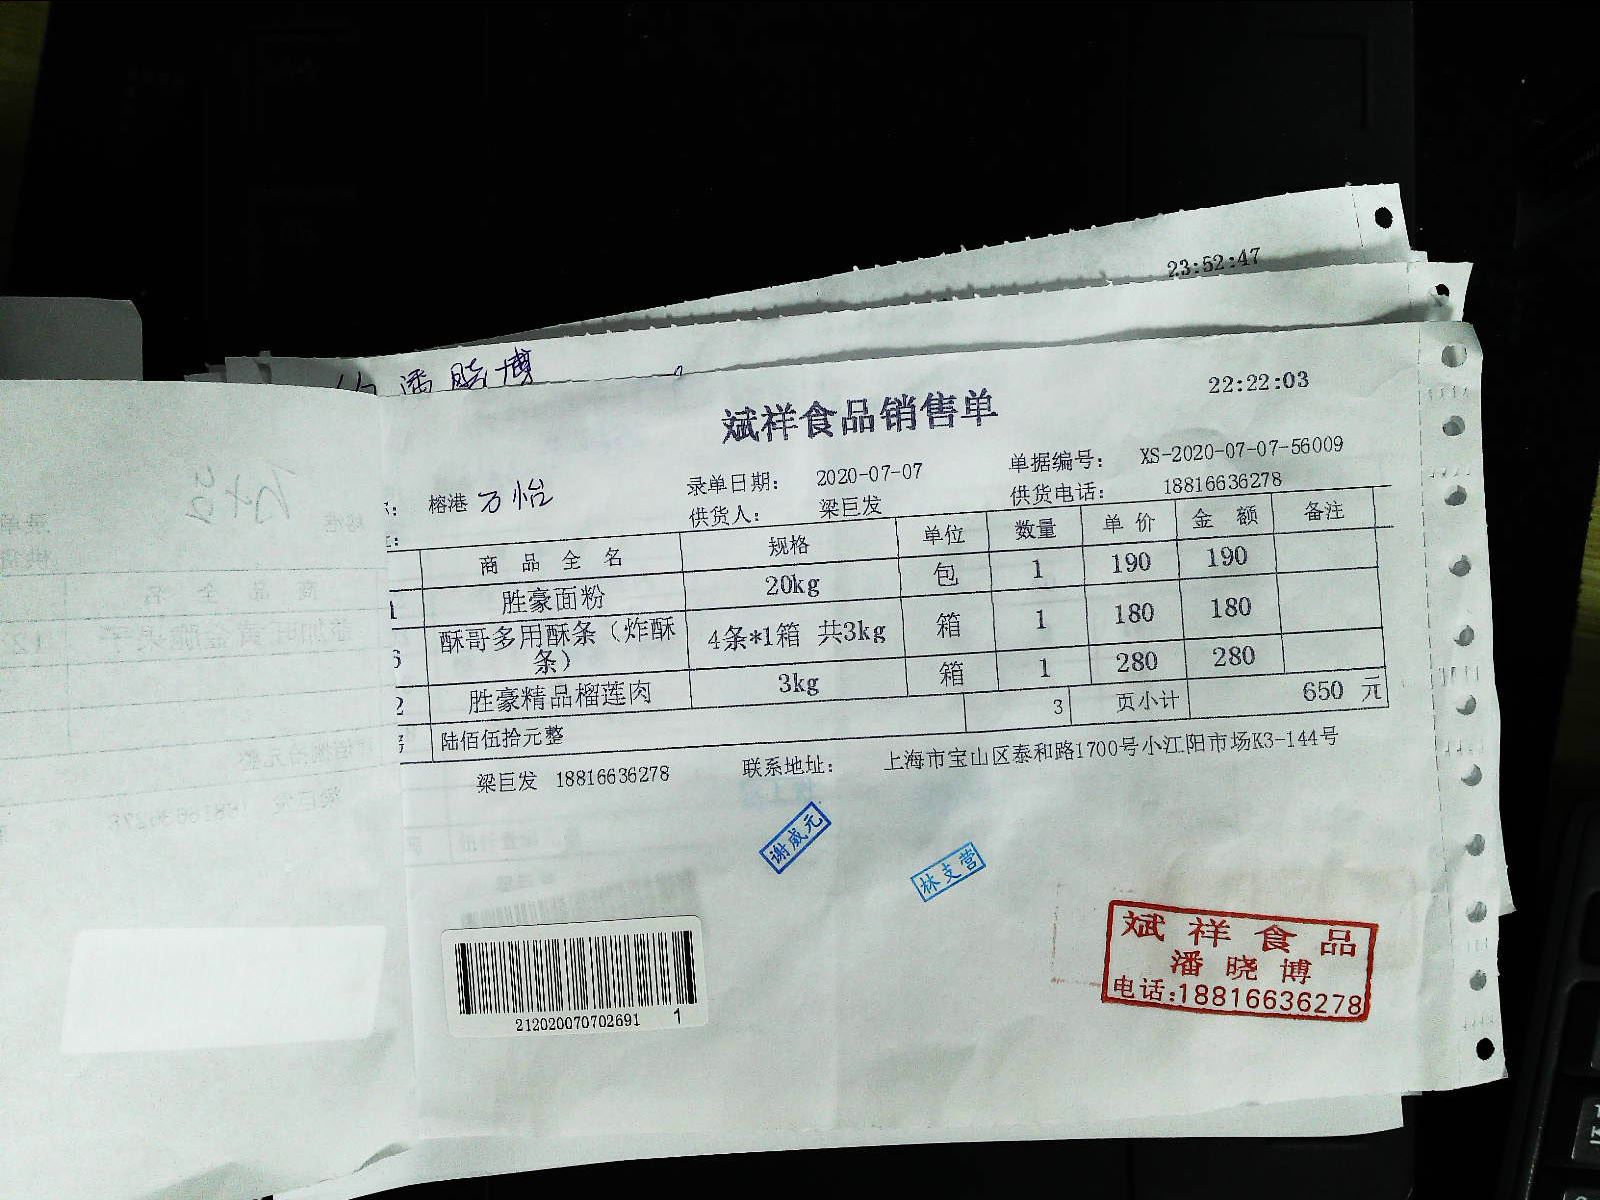 23:52:47
潘晓博
斌祥食品销售单 22:22:03
榕港 万怡 录单日期: 2020-07-07 单据编号: XS-2020-07-07-56009
供货人: 梁巨发 供货电话: 18816636278
商 品 全 名 规格 单位 数量 单 价 金 额 备注
1 胜豪面粉 20kg 包 1 190 190
6 酥哥多用酥条（炸酥 4条*1箱 共3kg 箱 1 180 180
条）
2 胜豪精品榴莲肉 3kg 箱 1 280 280
陆佰伍拾元整 3 页小计 650 元
梁巨发 18816636278 联系地址: 上海市宝山区泰和路1700号小江阳市场K3-144号
谢威元
林支营
斌祥食品
潘晓博
电话:18816636278
212020070702691 1